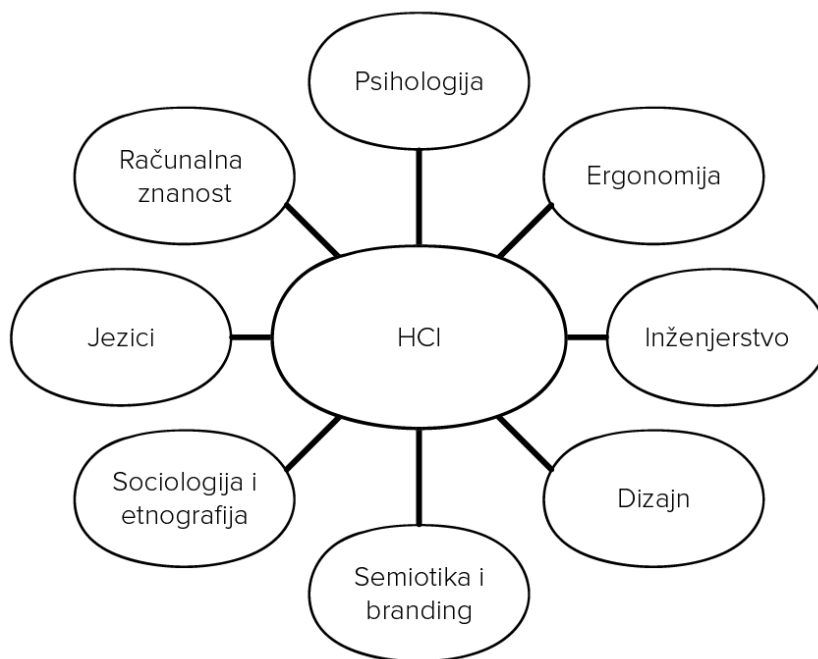 Psihologija
Računalna
znanost
Ergonomija
Jezici
HCI
Inženjerstvo
Sociologija i
etnografija
Dizajn
Semiotika i
branding